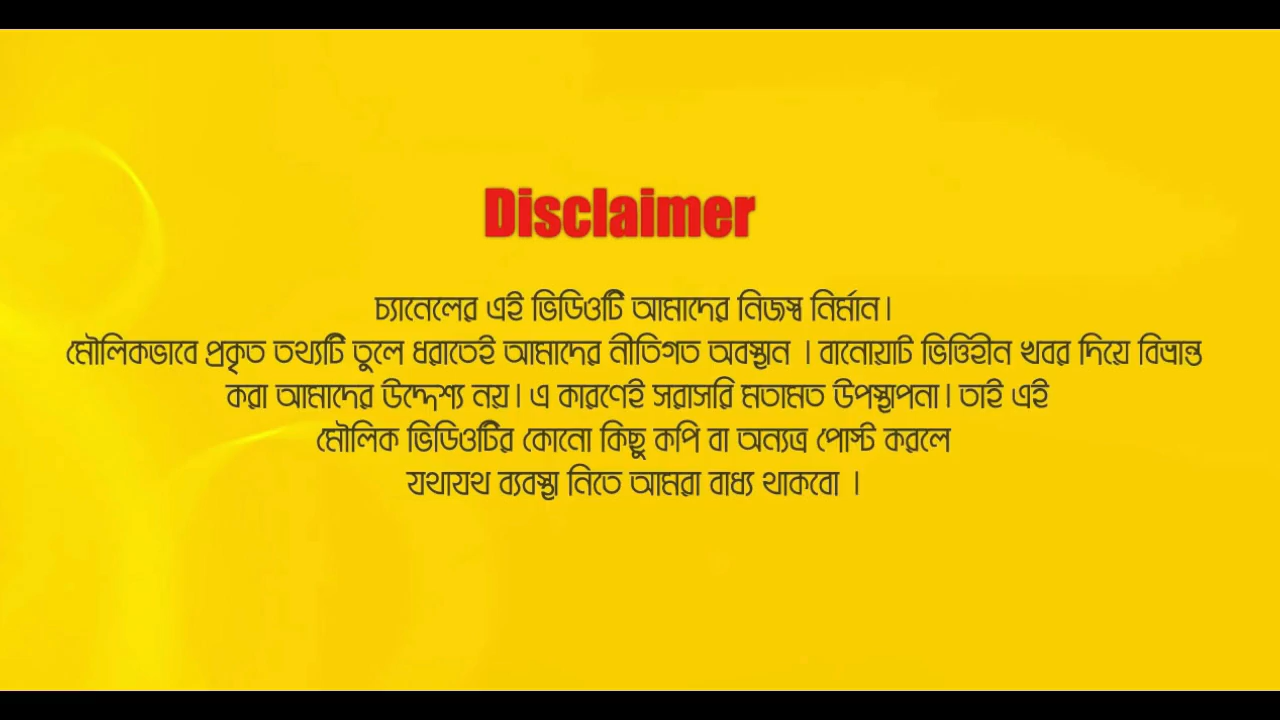 Disclaimer
চ্যানেলের এই ভিডিওটি আমাদের নিজস্ব নির্মান।
মৌলিকভাবে প্রকৃত তথ্যটি তুলে ধরাতেই আমাদের নীতিগত অবস্থান । বানোয়াট ভিত্তিহীন খবর দিয়ে বিভ্রান্ত
করা আমাদের উদ্দেশ্য নয়। এ কারণেই সরাসরি মতামত উপস্থাপনা। তাই এই
মৌলিক ভিডিওটির কোনো কিছু কপি বা অন্যত্র পোস্ট করলে
যথাযথ ব্যবস্থা নিতে আমরা বাধ্য থাকবো ।